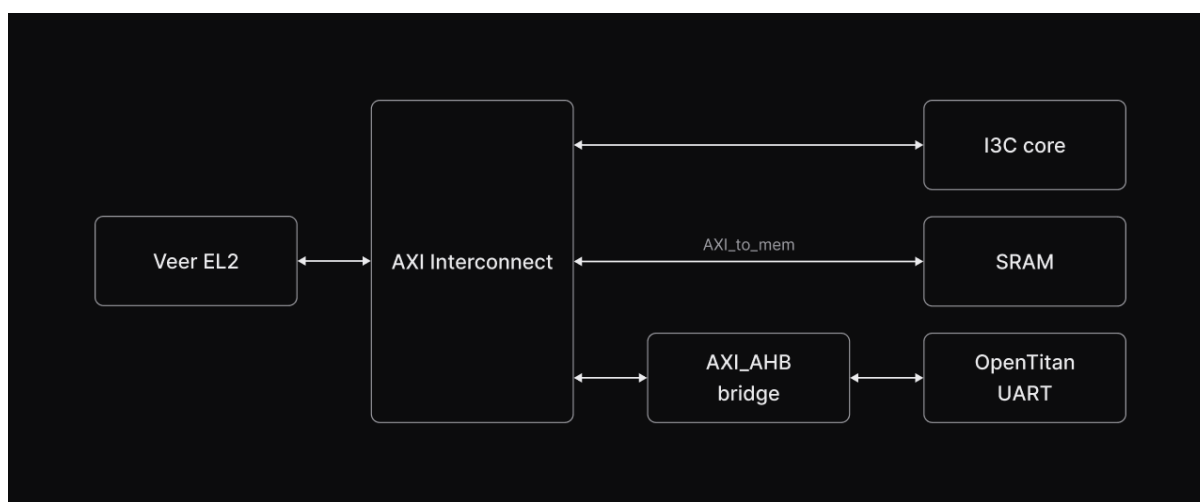 I3C core
Veer EL2
AXI Interconnect
AXI_to_mem
SRAM
AXI_AHB
bridge
OpenTitan
UART